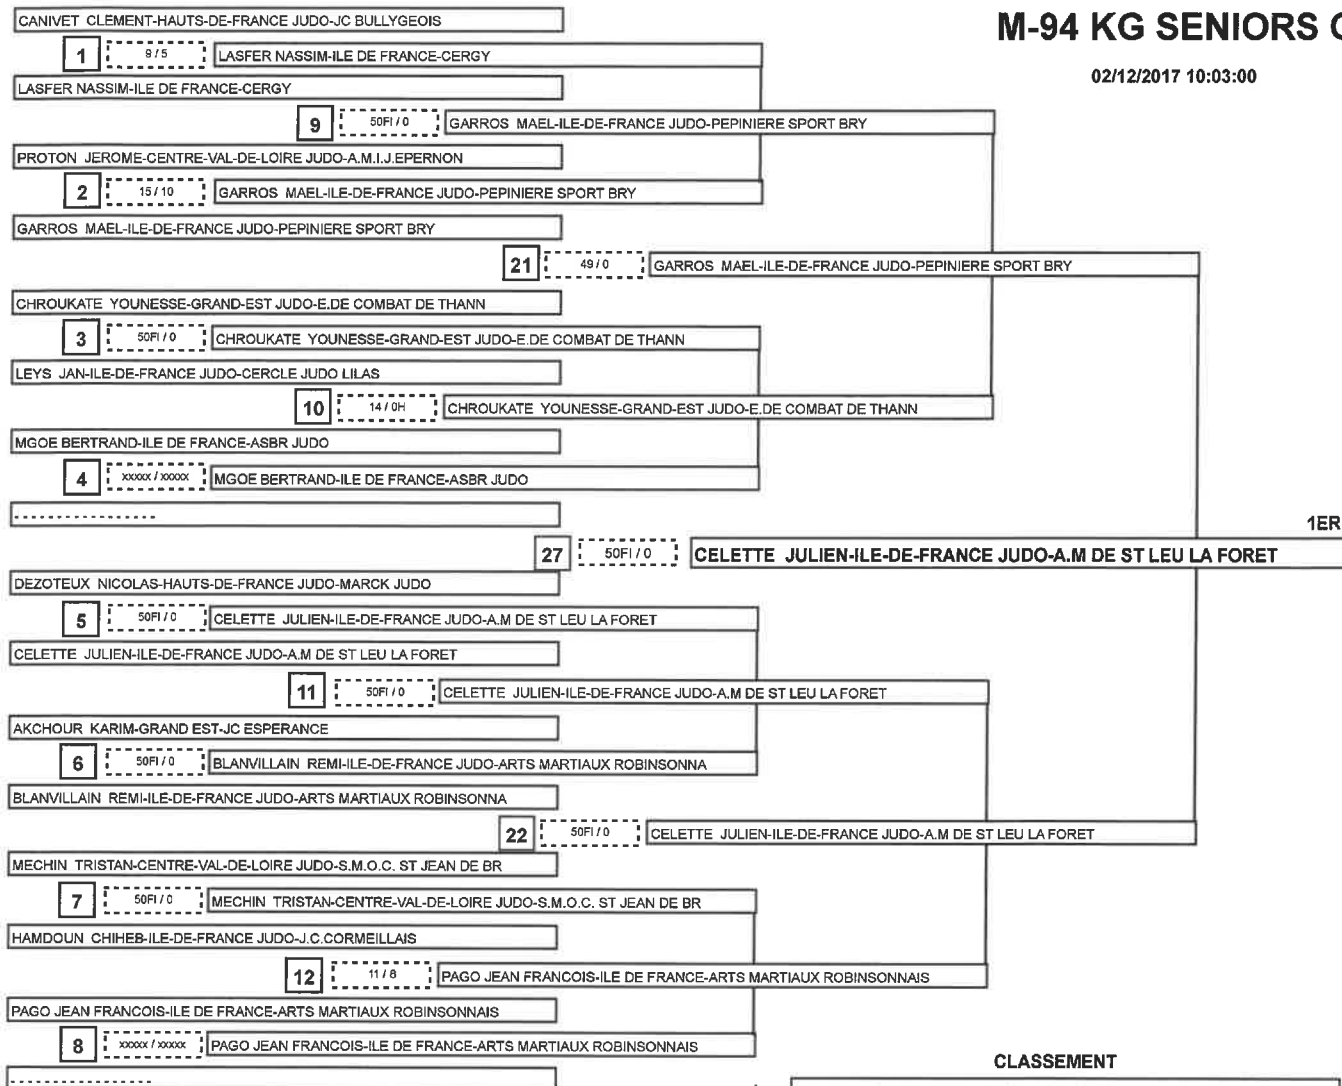 CANIVET CLEMENT-HAUTS-DE-FRANCE JUDO-JC BULLYGEOIS
M-94 KG SENIORS
02/12/2017 10:03:00
1 9/5 LASFER NASSIM-ILE DE FRANCE-CERGY
LASFER NASSIM-ILE DE FRANCE-CERGY
9 50FI/0 GARROS MAEL-ILE-DE-FRANCE JUDO-PEPINIERE SPORT BRY
PROTON JEROME-CENTRE-VAL-DE-LOIRE JUDO-A.M.I.J.EPERNON
2 15/10 GARROS MAEL-ILE-DE-FRANCE JUDO-PEPINIERE SPORT BRY
GARROS MAEL-ILE-DE-FRANCE JUDO-PEPINIERE SPORT BRY
21 49/0 GARROS MAEL-ILE-DE-FRANCE JUDO-PEPINIERE SPORT BRY
CHROUKATE YOUNESSE-GRAND-EST JUDO-E.DE COMBAT DE THANN
3 50FI/0 CHROUKATE YOUNESSE-GRAND-EST JUDO-E.DE COMBAT DE THANN
LEYS JAN-ILE-DE-FRANCE JUDO-CERCLE JUDO LILAS
10 14/0H CHROUKATE YOUNESSE-GRAND-EST JUDO-E.DE COMBAT DE THANN
MGOE BERTRAND-ILE DE FRANCE-ASBR JUDO
4 xxxxx/xxxxx MGOE BERTRAND-ILE DE FRANCE-ASBR JUDO
1ER
27 50FI/0 CELETTE JULIEN-ILE-DE-FRANCE JUDO-A.M DE ST LEU LA FORET
DEZOTEUX NICOLAS-HAUTS-DE-FRANCE JUDO-MARCK JUDO
5 50FI/0 CELETTE JULIEN-ILE-DE-FRANCE JUDO-A.M DE ST LEU LA FORET
CELETTE JULIEN-ILE-DE-FRANCE JUDO-A.M DE ST LEU LA FORET
11 50FI/0 CELETTE JULIEN-ILE-DE-FRANCE JUDO-A.M DE ST LEU LA FORET
AKCHOUR KARIM-GRAND EST-JC ESPERANCE
6 50FI/0 BLANVILLAIN REMI-ILE-DE-FRANCE JUDO-ARTS MARTIAUX ROBINSONNA
BLANVILLAIN REMI-ILE-DE-FRANCE JUDO-ARTS MARTIAUX ROBINSONNA
22 50FI/0 CELETTE JULIEN-ILE-DE-FRANCE JUDO-A.M DE ST LEU LA FORET
MECHIN TRISTAN-CENTRE-VAL-DE-LOIRE JUDO-S.M.O.C. ST JEAN DE BR
7 50FI/0 MECHIN TRISTAN-CENTRE-VAL-DE-LOIRE JUDO-S.M.O.C. ST JEAN DE BR
HAMDOUN CHIHEB-ILE-DE-FRANCE JUDO-J.C.CORMEILLAIS
12 11/8 PAGO JEAN FRANCOIS-ILE DE FRANCE-ARTS MARTIAUX ROBINSONNAIS
PAGO JEAN FRANCOIS-ILE DE FRANCE-ARTS MARTIAUX ROBINSONNAIS
8 xxxxx/xxxxx PAGO JEAN FRANCOIS-ILE DE FRANCE-ARTS MARTIAUX ROBINSONNAIS
CLASSEMENT